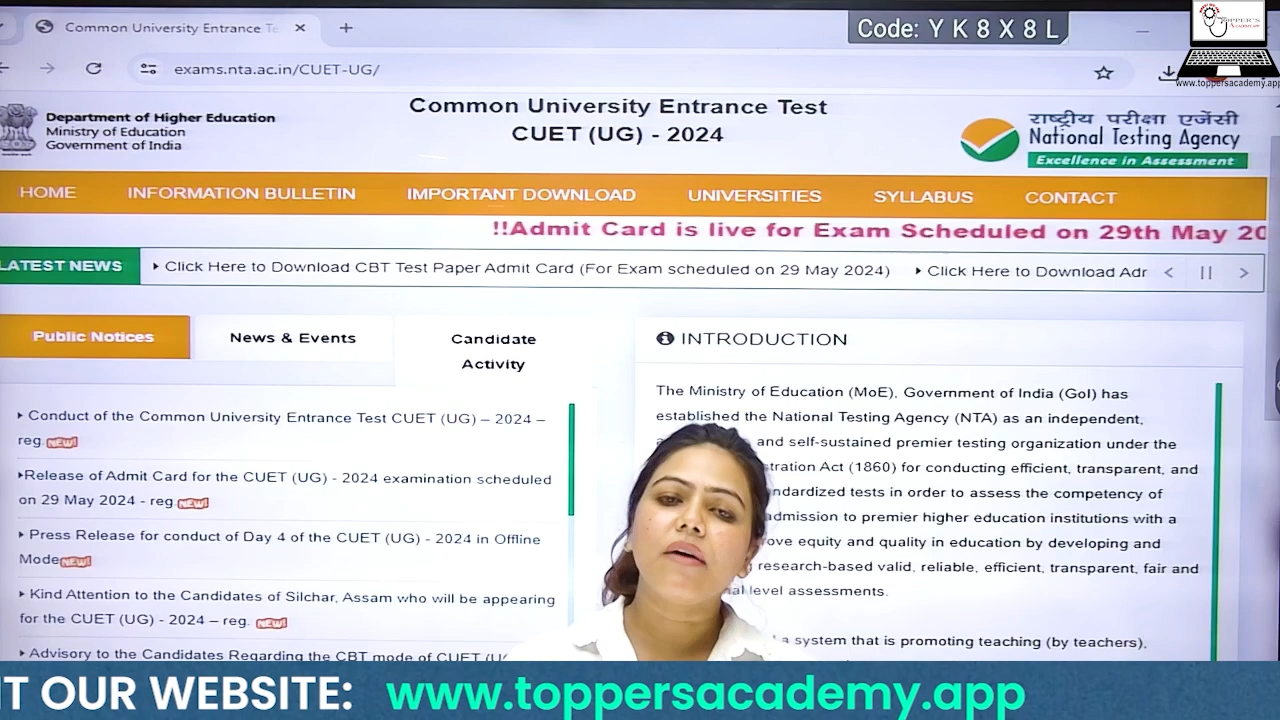 Common University Entrance Te
Code: Y K 8 X 8 L
TOPPER'S
www.toppersacademy.app
exams.nta.ac.in/CUET-UG/
Department of Higher Education
Ministry of Education
Government of India
Common University Entrance Test
CUET (UG) - 2024
राष्ट्रीय परीक्षा एजेंसी
National Testing Agency
Excellence in Assessment
HOME INFORMATION BULLETIN IMPORTANT DOWNLOAD UNIVERSITIES SYLLABUS CONTACT
!!Admit Card is live for Exam Scheduled on 29th May 20
LATEST NEWS
Click Here to Download CBT Test Paper Admit Card (For Exam scheduled on 29 May 2024) Click Here to Download Adr
Public Notices News & Events Candidate
Activity
Conduct of the Common University Entrance Test CUET (UG) – 2024 –
reg. NEW!
Release of Admit Card for the CUET (UG) - 2024 examination scheduled
on 29 May 2024 - reg NEW!
Press Release for conduct of Day 4 of the CUET (UG) - 2024 in Offline
Mode NEW!
Kind Attention to the Candidates of Silchar, Assam who will be appearing
for the CUET (UG) - 2024 – reg. NEW!
Advisory to the Candidates Regarding the CBT mode of CUET (U
INTRODUCTION
The Ministry of Education (MoE), Government of India (GoI) has
established the National Testing Agency (NTA) as an independent,
and self-sustained premier testing organization under the
tration Act (1860) for conducting efficient, transparent, and
ndardized tests in order to assess the competency of
admission to premier higher education institutions with a
ove equity and quality in education by developing and
research-based valid, reliable, efficient, transparent, fair and
al level assessments.
a system that is promoting teaching (by teachers),
IT OUR WEBSITE: www.toppersacademy.app